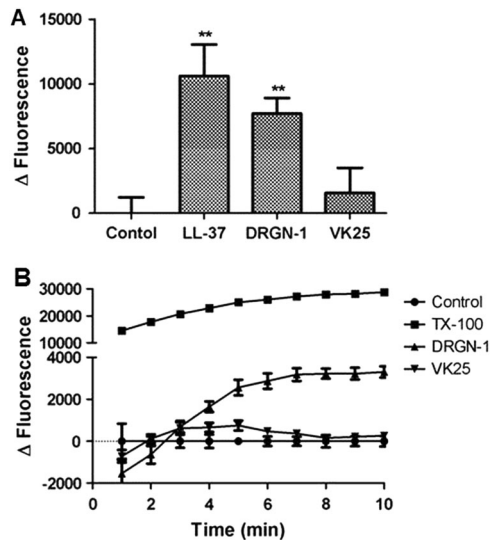 A
Δ Fluorescence
15000
10000
5000
0
**
**
Contol LL-37 DRGN-1 VK25
B
Δ Fluorescence
30000
20000
10000
4000
2000
0
-2000
0 2 4 6 8 10
Time (min)
Control
TX-100
DRGN-1
VK25